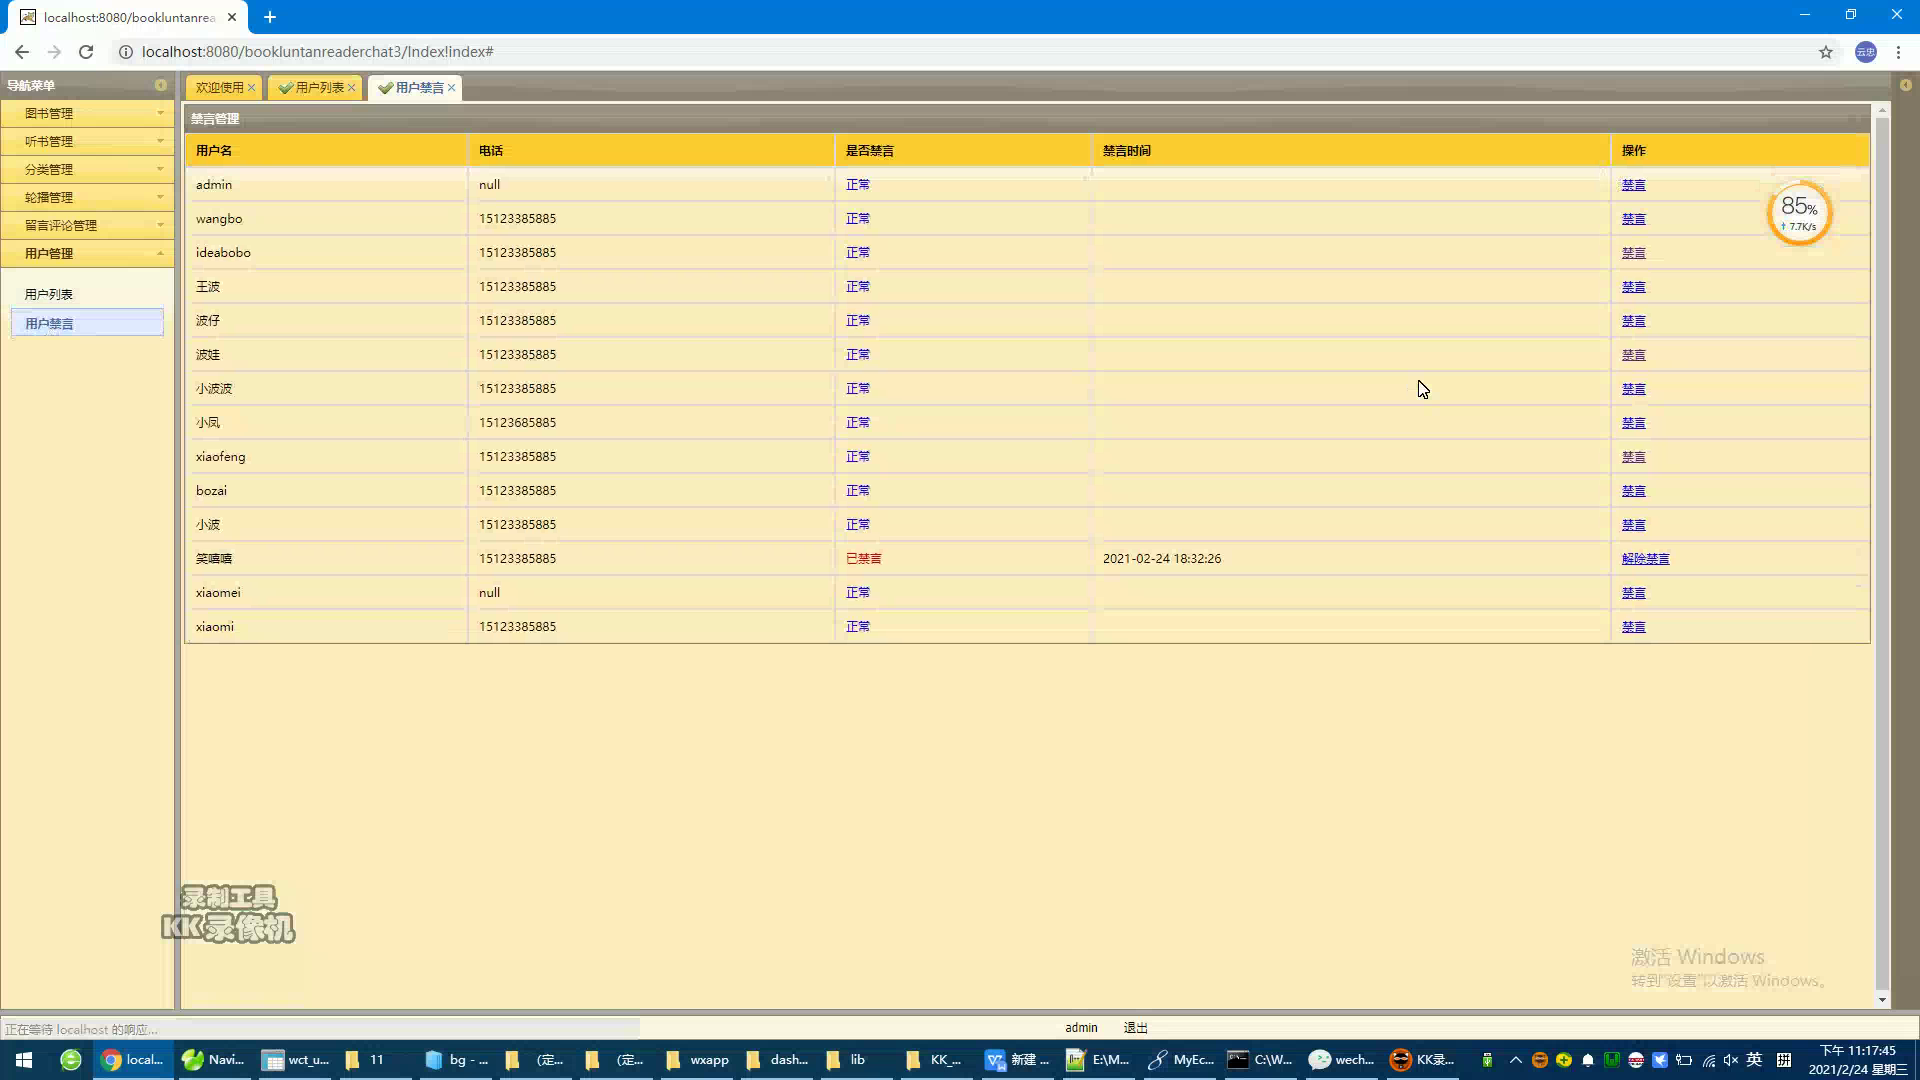 localhost:8080/bookluntanrea
localhost:8080/bookluntanreaderchat3/Index!index#
云忠
导航菜单
图书管理
听书管理
分类管理
轮播管理
留言评论管理
用户管理
用户列表
用户禁言
欢迎使用 用户列表 用户禁言
禁言管理
用户名 电话 是否禁言 禁言时间 操作
admin null 正常 禁言
wangbo 15123385885 正常 禁言
ideabobo 15123385885 正常 禁言
王波 15123385885 正常 禁言
波仔 15123385885 正常 禁言
波娃 15123385885 正常 禁言
小波波 15123385885 正常 禁言
小凤 15123685885 正常 禁言
xiaofeng 15123385885 正常 禁言
bozai 15123385885 正常 禁言
小波 15123385885 正常 禁言
笑嘻嘻 15123385885 已禁言 2021-02-24 18:32:26 解除禁言
xiaomei null 正常 禁言
xiaomi 15123385885 正常 禁言
85%
↑ 7.7K/s
录制工具
KK录像机
激活 Windows
转到"设置"以激活 Windows。
正在等待 localhost 的响应...
admin 退出
local... Navi... wct_u... 11 bg - ... (定... (定... wxapp dash... lib KK_... 新建 ... E:\M... MyEc... C:\W... wech... KK录... 英 拼
下午 11:17:45
2021/2/24 星期三